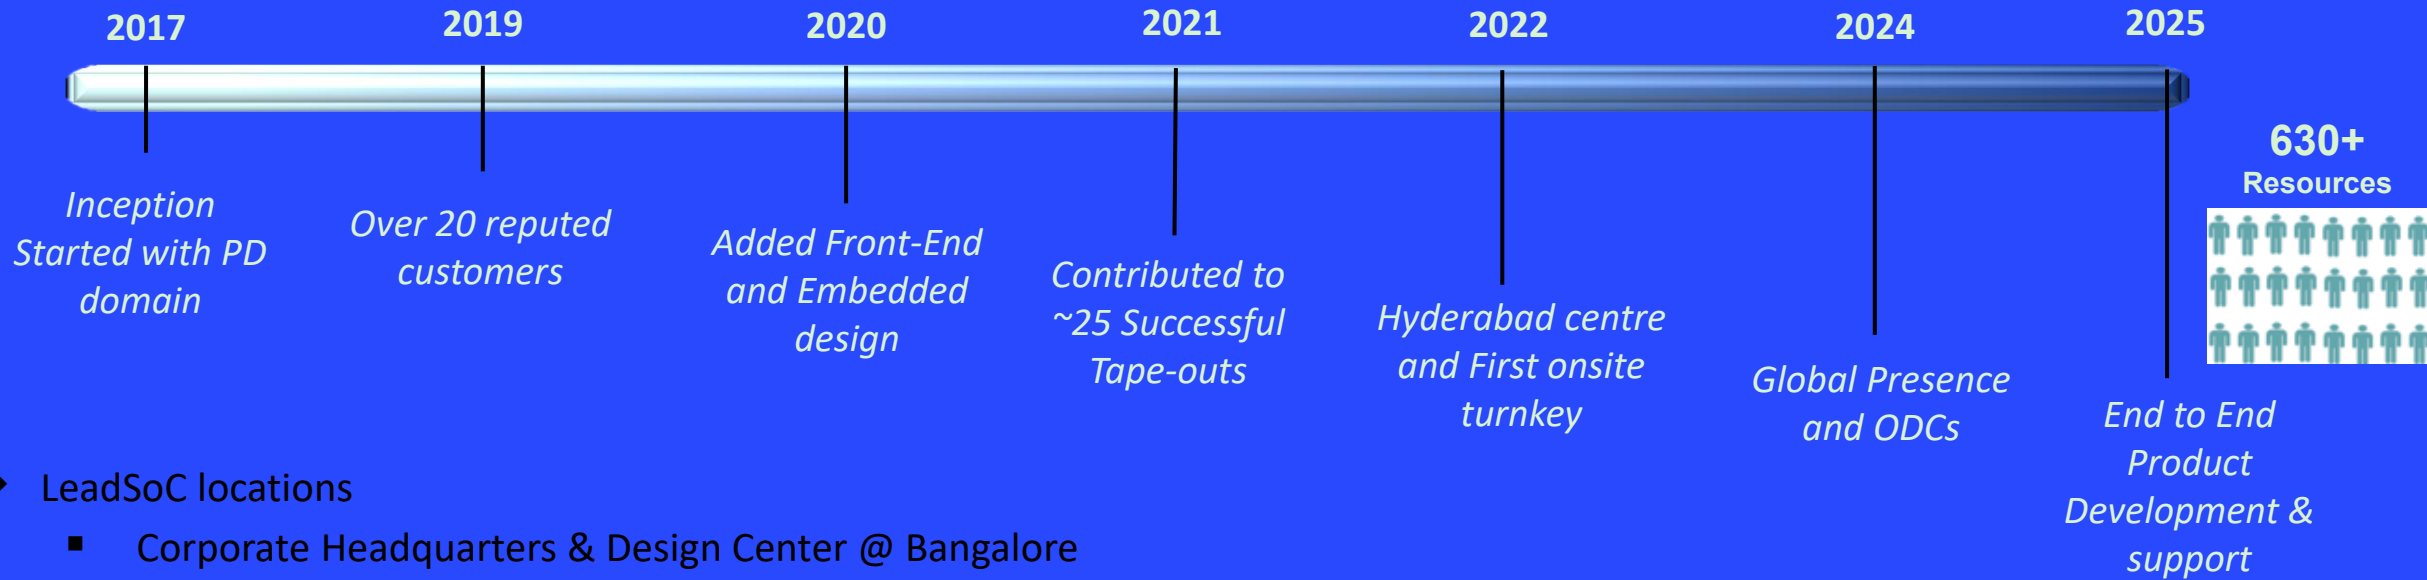 2017
2019
2020
2021
2022
2024
2025
Inception
Started with PD
domain
Over 20 reputed
customers
Added Front-End
and Embedded
design
Contributed to
~25 Successful
Tape-outs
Hyderabad centre
and First onsite
turnkey
Global Presence
and ODCs
End to End
Product
Development &
support
630+
Resources
LeadSoC locations
Corporate Headquarters & Design Center @ Bangalore